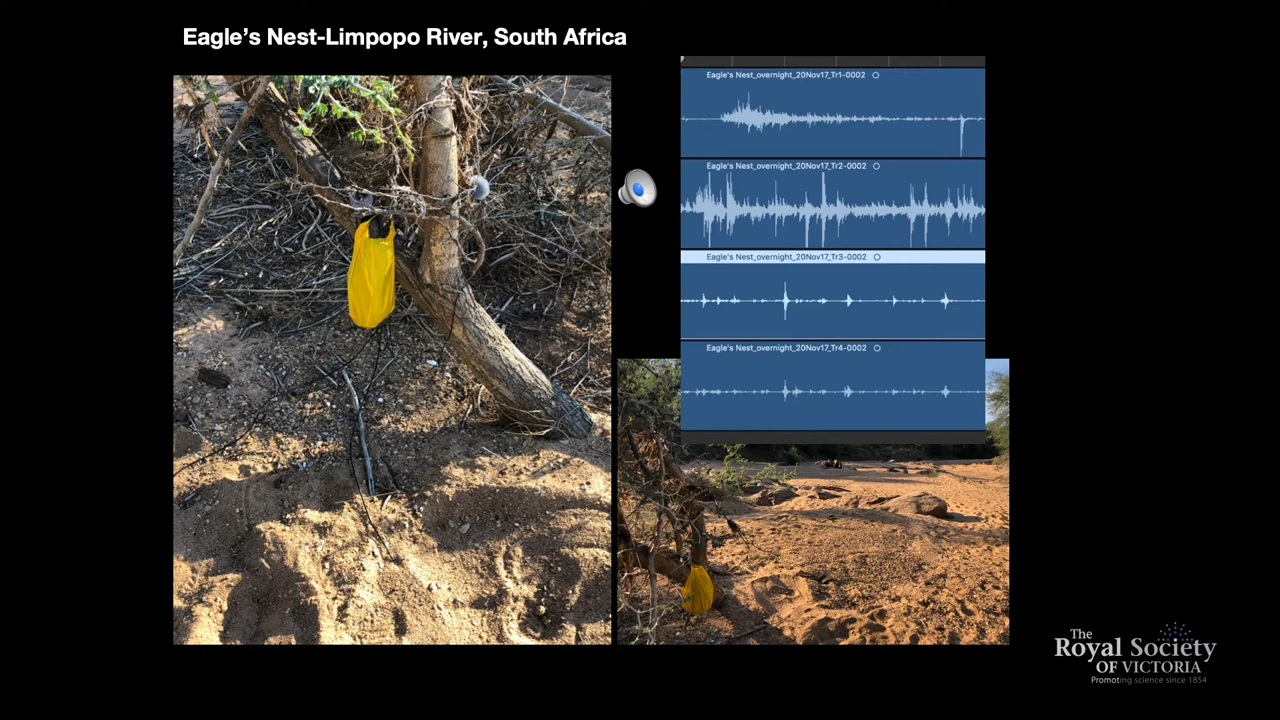 Eagle's Nest-Limpopo River, South Africa
Eagle's Nest_overnight_20Nov17_Tr1-0002
Eagle's Nest_overnight_20Nov17_Tr2-0002
Eagle's Nest_overnight_20Nov17_Tr3-0002
Eagle's Nest_overnight_20Nov17_Tr4-0002
The
Royal Society
OF VICTORIA
Promoting science since 1854